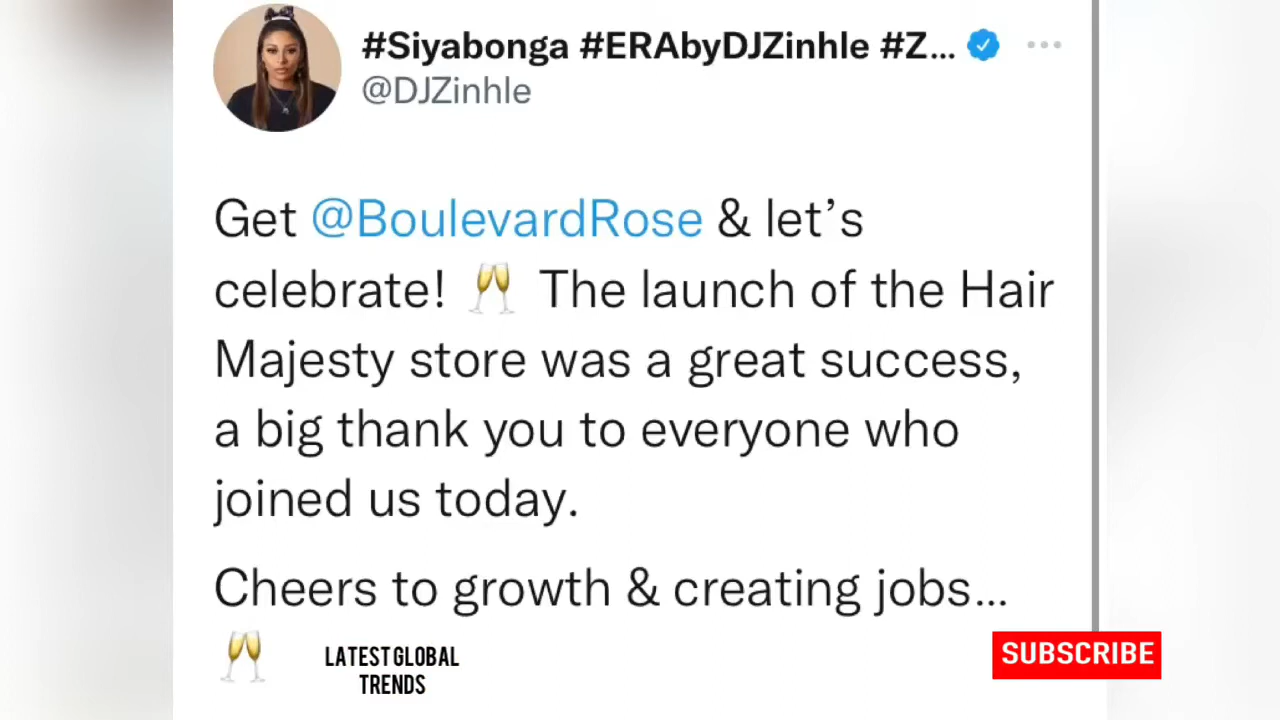 #Siyabonga #ERAbyDJZinhle #Z...
@DJZinhle
Get @BoulevardRose & let’s
celebrate! 🥂 The launch of the Hair
Majesty store was a great success,
a big thank you to everyone who
joined us today.
Cheers to growth & creating jobs...
🥂
LATEST GLOBAL
TRENDS
SUBSCRIBE